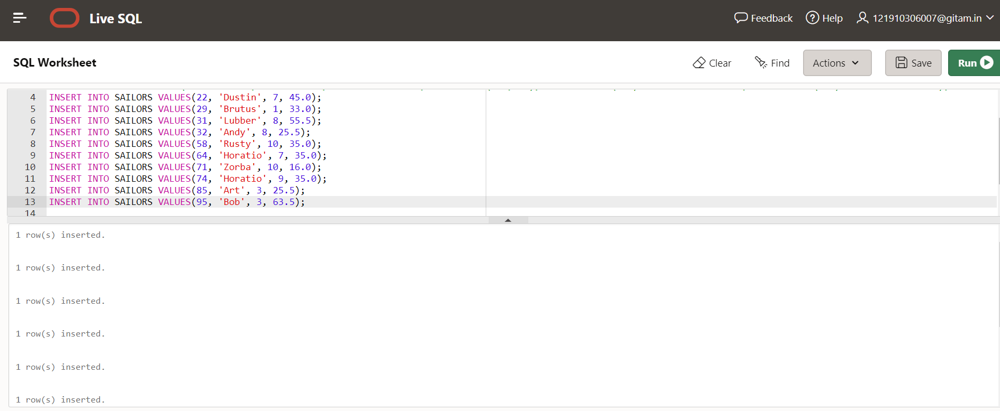 Live SQL
Feedback
Help
121910306007@gitam.in
SQL Worksheet
Clear
Find
Actions
Save
Run
4 INSERT INTO SAILORS VALUES(22, 'Dustin', 7, 45.0);
5 INSERT INTO SAILORS VALUES(29, 'Brutus', 1, 33.0);
6 INSERT INTO SAILORS VALUES(31, 'Lubber', 8, 55.5);
7 INSERT INTO SAILORS VALUES(32, 'Andy', 8, 25.5);
8 INSERT INTO SAILORS VALUES(58, 'Rusty', 10, 35.0);
9 INSERT INTO SAILORS VALUES(64, 'Horatio', 7, 35.0);
10 INSERT INTO SAILORS VALUES(71, 'Zorba', 10, 16.0);
11 INSERT INTO SAILORS VALUES(74, 'Horatio', 9, 35.0);
12 INSERT INTO SAILORS VALUES(85, 'Art', 3, 25.5);
13 INSERT INTO SAILORS VALUES(95, 'Bob', 3, 63.5);
14
1 row(s) inserted.
1 row(s) inserted.
1 row(s) inserted.
1 row(s) inserted.
1 row(s) inserted.
1 row(s) inserted.